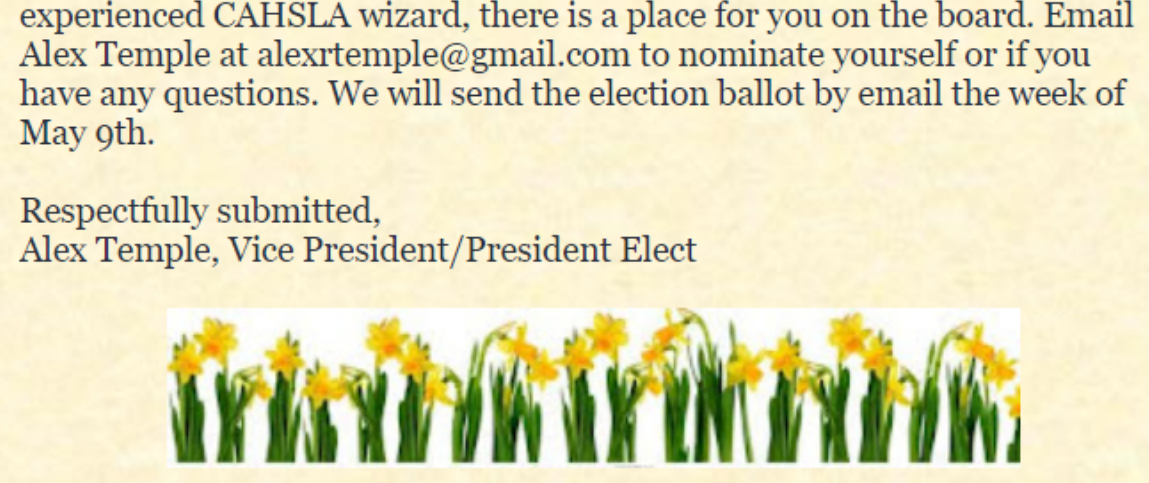 experienced CAHSLA wizard, there is a place for you on the board. Email
Alex Temple at alexrtemple@gmail.com to nominate yourself or if you
have any questions. We will send the election ballot by email the week of
May 9th.
Respectfully submitted,
Alex Temple, Vice President/President Elect